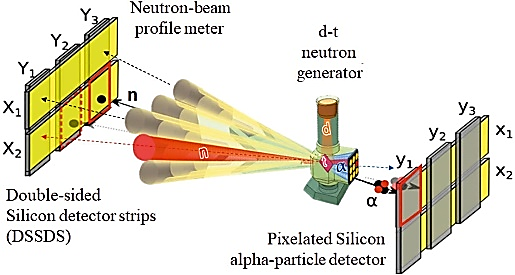 Neutron-beam
profile meter
d-t
neutron
generator
Y3
Y2
Y1
X1
X2
n
n
d
t
α
α
y3
y2
y1
x1
x2
Double-sided
Silicon detector strips
(DSSDS)
Pixelated Silicon
alpha-particle detector